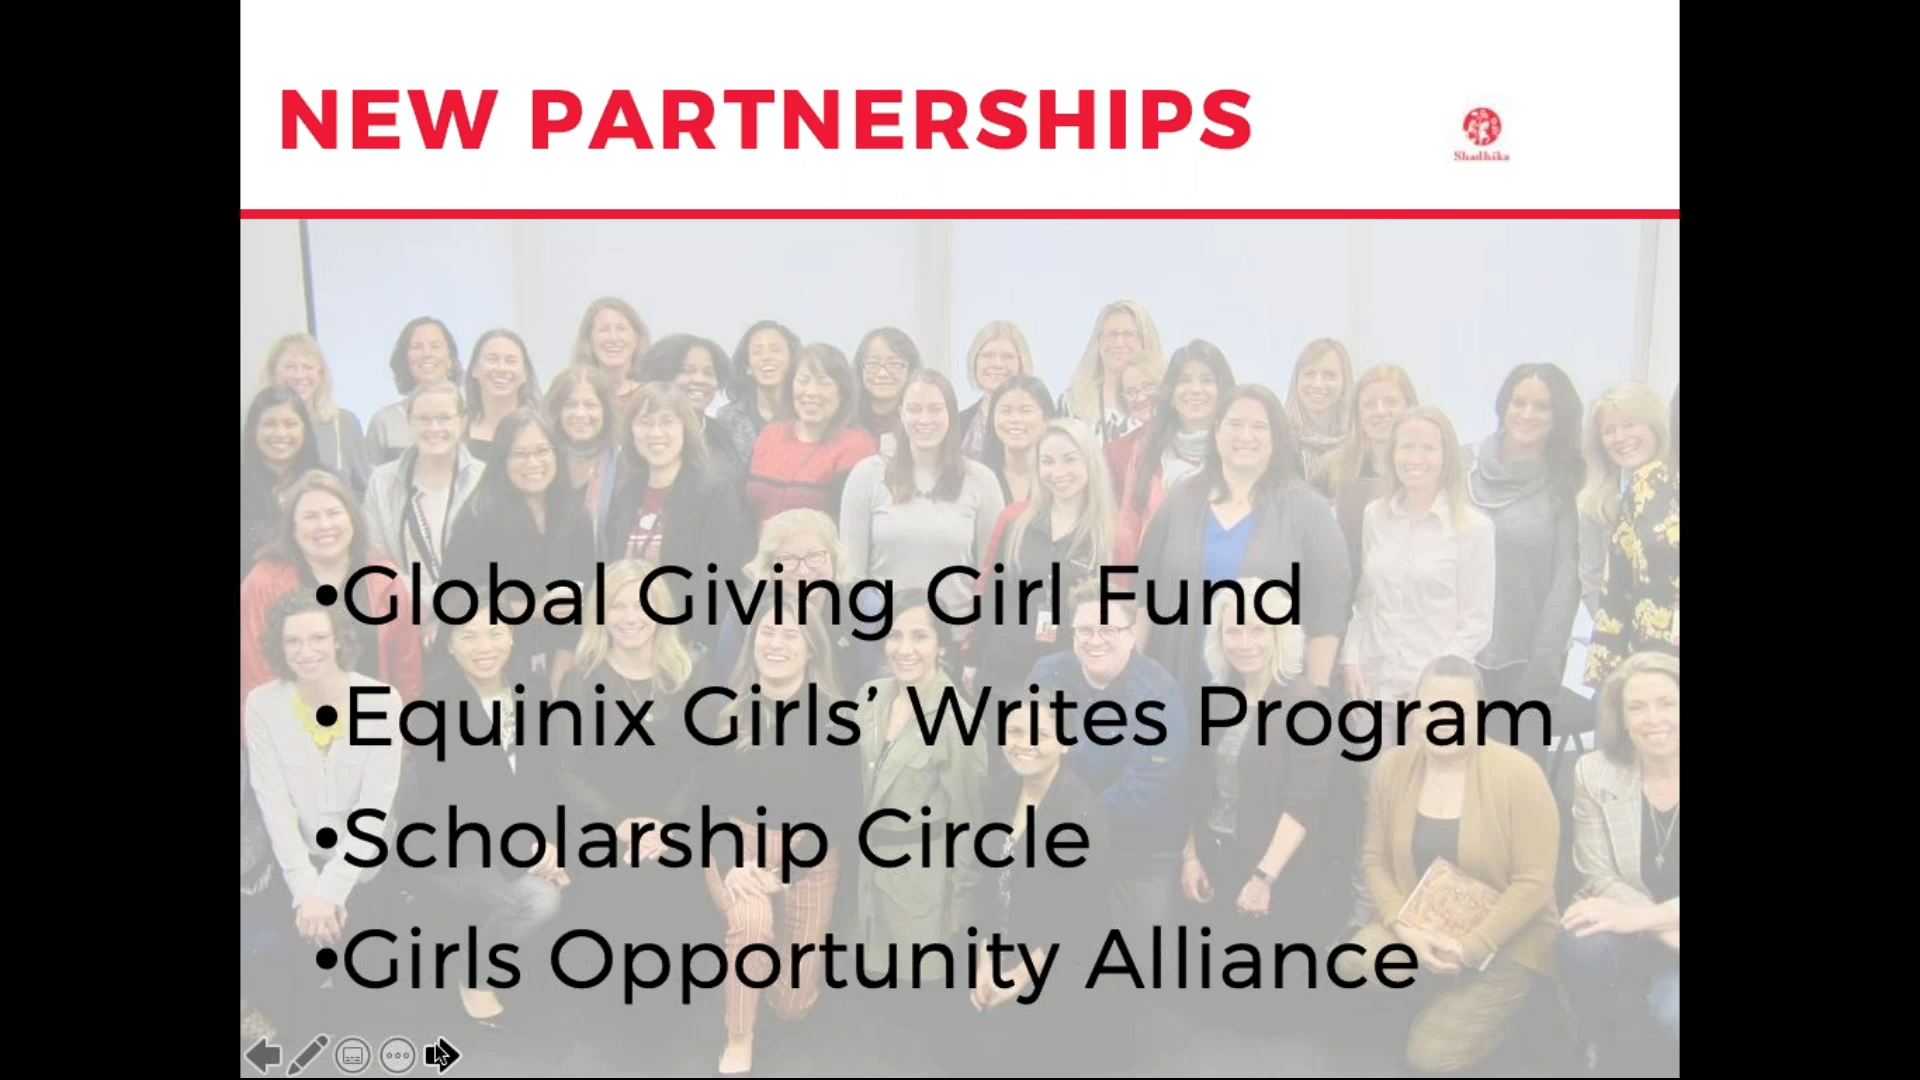 NEW PARTNERSHIPS
Shadhika
•Global Giving Girl Fund
•Equinix Girls’ Writes Program
•Scholarship Circle
•Girls Opportunity Alliance